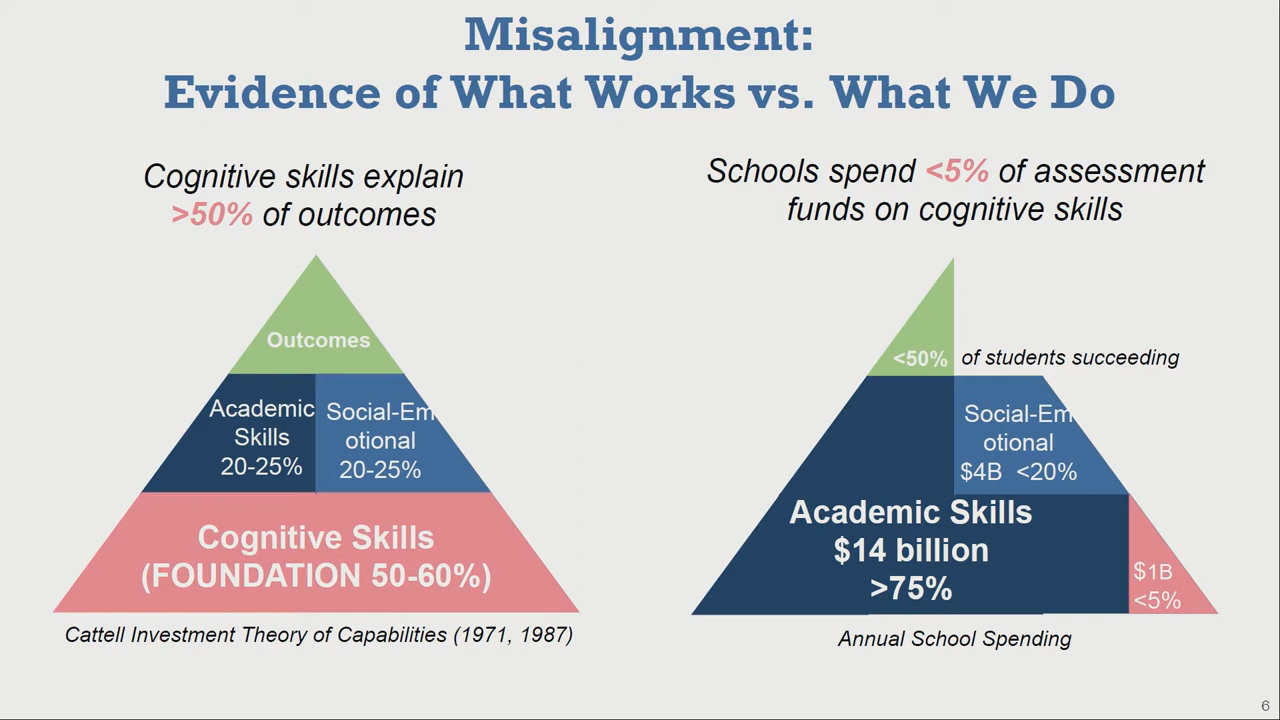 Misalignment:
Evidence of What Works vs. What We Do
Cognitive skills explain
>50% of outcomes
Outcomes
Academic
Skills
20-25%
Social-Em
otional
20-25%
Cognitive Skills
(FOUNDATION 50-60%)
Cattell Investment Theory of Capabilities (1971, 1987)
Schools spend <5% of assessment
funds on cognitive skills
<50% of students succeeding
Social-Em
otional
$4B <20%
Academic Skills
$14 billion
>75%
$1B
<5%
Annual School Spending
6